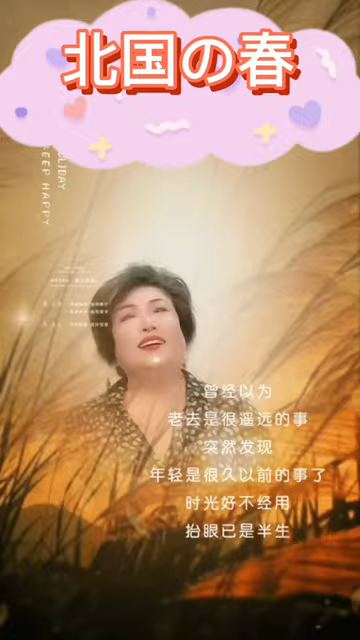 北国の春
KEEP HAPPY
曾经以为
老去是很遥远的事
突然发现
年轻是很久以前的事了
时光好不经用
抬眼已是半生